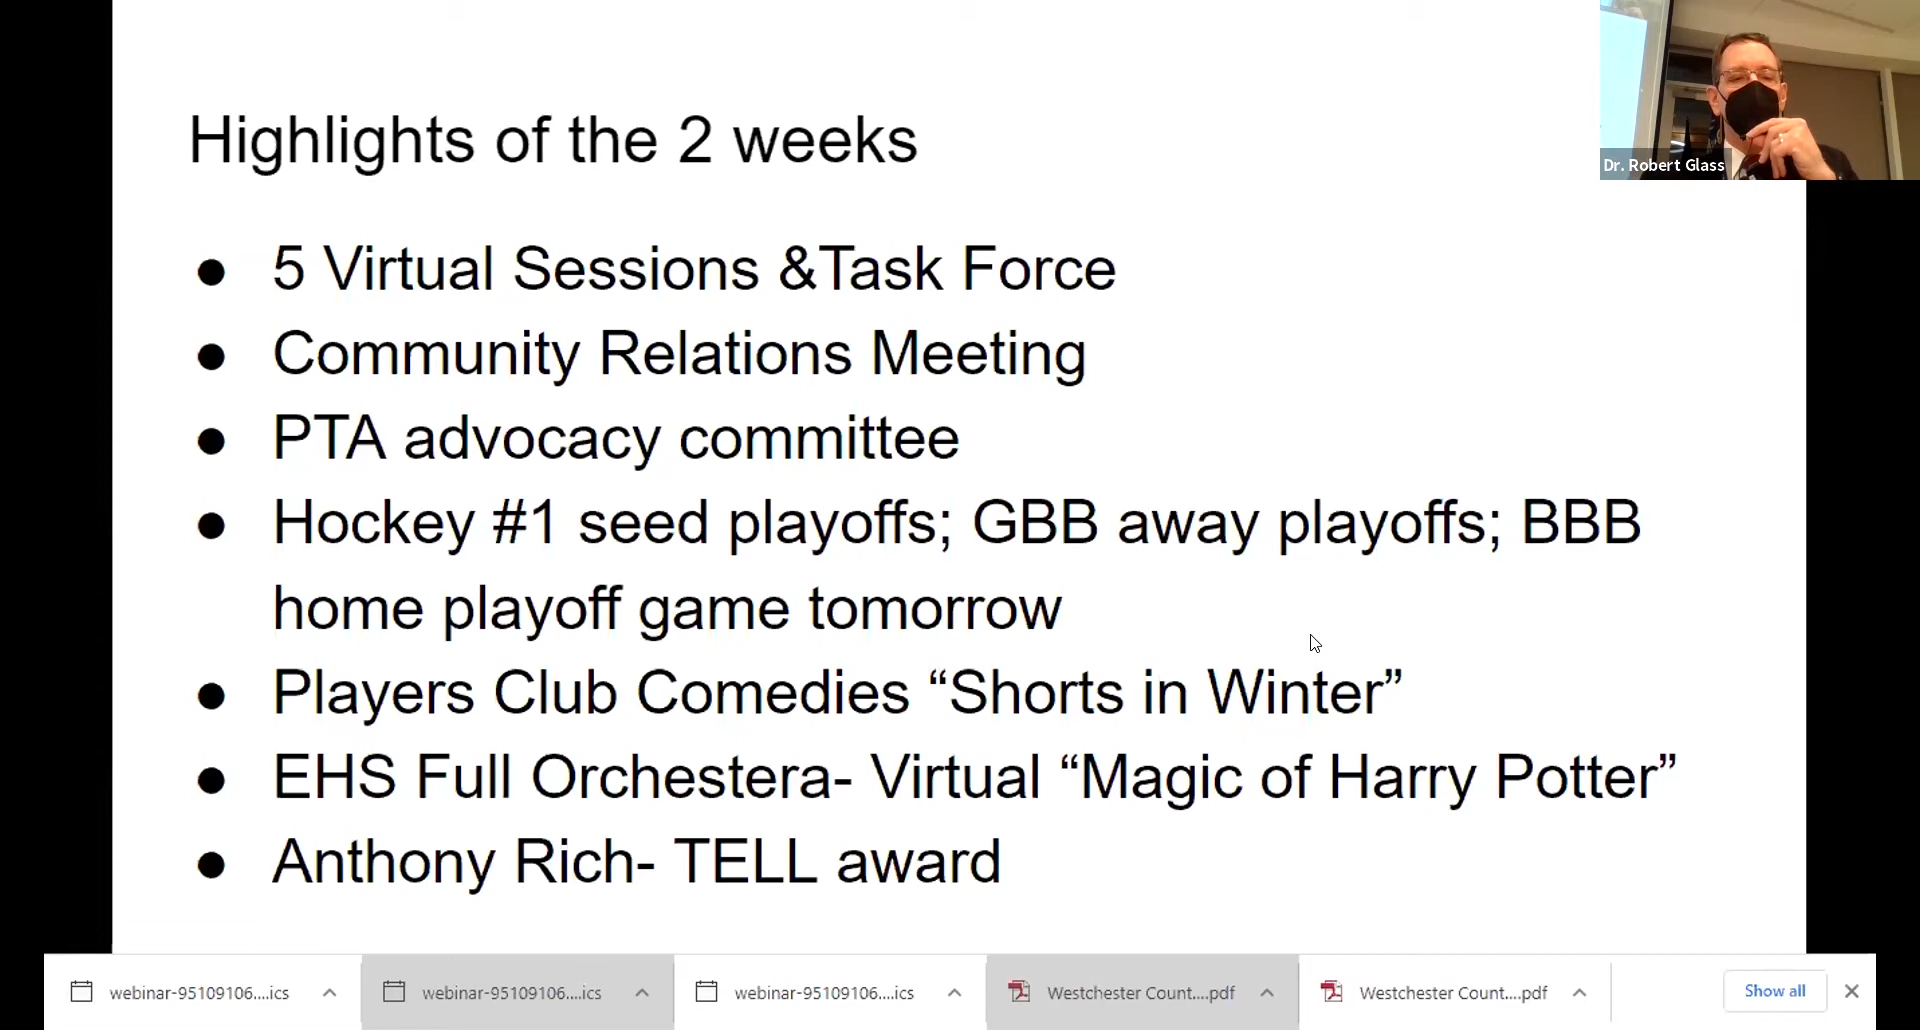 Highlights of the 2 weeks
Dr. Robert Glass
● 5 Virtual Sessions &Task Force
● Community Relations Meeting
● PTA advocacy committee
● Hockey #1 seed playoffs; GBB away playoffs; BBB
home playoff game tomorrow
● Players Club Comedies “Shorts in Winter”
● EHS Full Orchestera- Virtual “Magic of Harry Potter”
● Anthony Rich- TELL award
webinar-95109106....ics
webinar-95109106....ics
webinar-95109106....ics
Westchester Count....pdf
Westchester Count....pdf
Show all